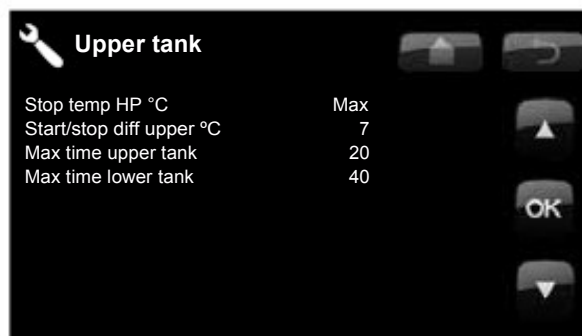 Upper tank
Stop temp HP °C Max
Start/stop diff upper ºC 7
Max time upper tank 20
Max time lower tank 40
OK